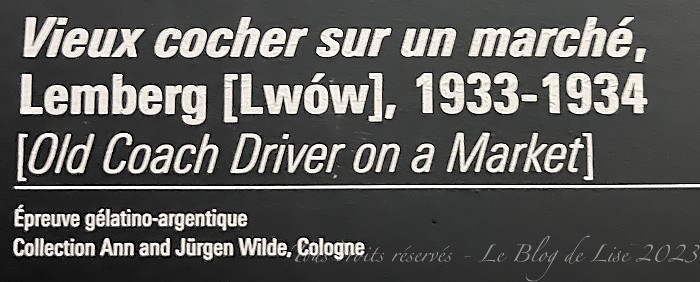 Vieux cocher sur un marché,
Lemberg [Lwów], 1933-1934
[Old Coach Driver on a Market]
Épreuve gélatino-argentique
Collection Ann and Jürgen Wilde, Cologne
Tous droits réservés - Le Blog de Lise 2023